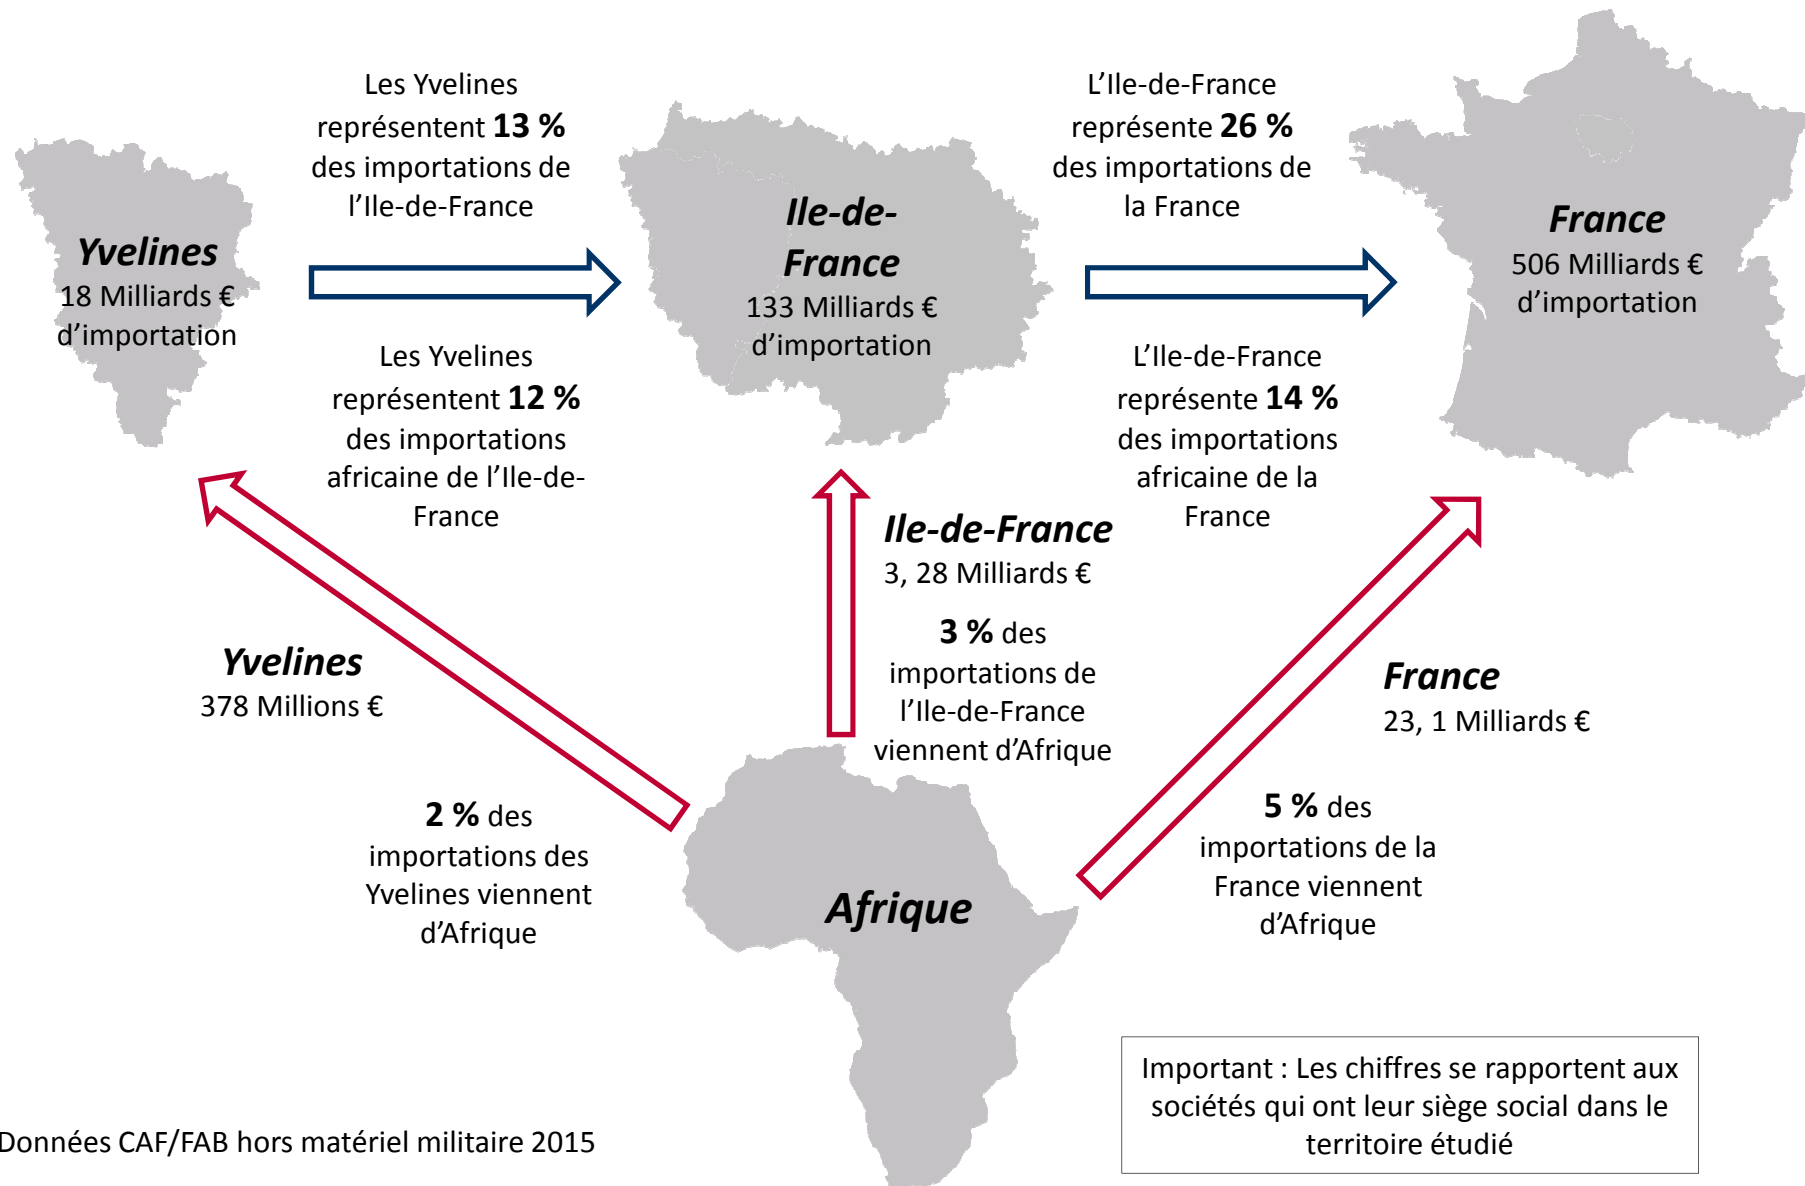 Les Yvelines
représentent 13 %
des importations de
l'Ile-de-France
L'Ile-de-France
représente 26 %
des importations de
la France
Yvelines
18 Milliards €
d'importation
Ile-de-
France
133 Milliards €
d'importation
France
506 Milliards €
d'importation
Les Yvelines
représentent 12 %
des importations
africaine de l'Ile-de-
France
L'Ile-de-France
représente 14 %
des importations
africaine de la
France
Yvelines
378 Millions €
2 % des
importations des
Yvelines viennent
d'Afrique
Ile-de-France
3, 28 Milliards €
3 % des
importations de
l'Ile-de-France
viennent d'Afrique
France
23, 1 Milliards €
5 % des
importations de la
France viennent
d'Afrique
Afrique
Données CAF/FAB hors matériel militaire 2015
Important : Les chiffres se rapportent aux
sociétés qui ont leur siège social dans le
territoire étudié